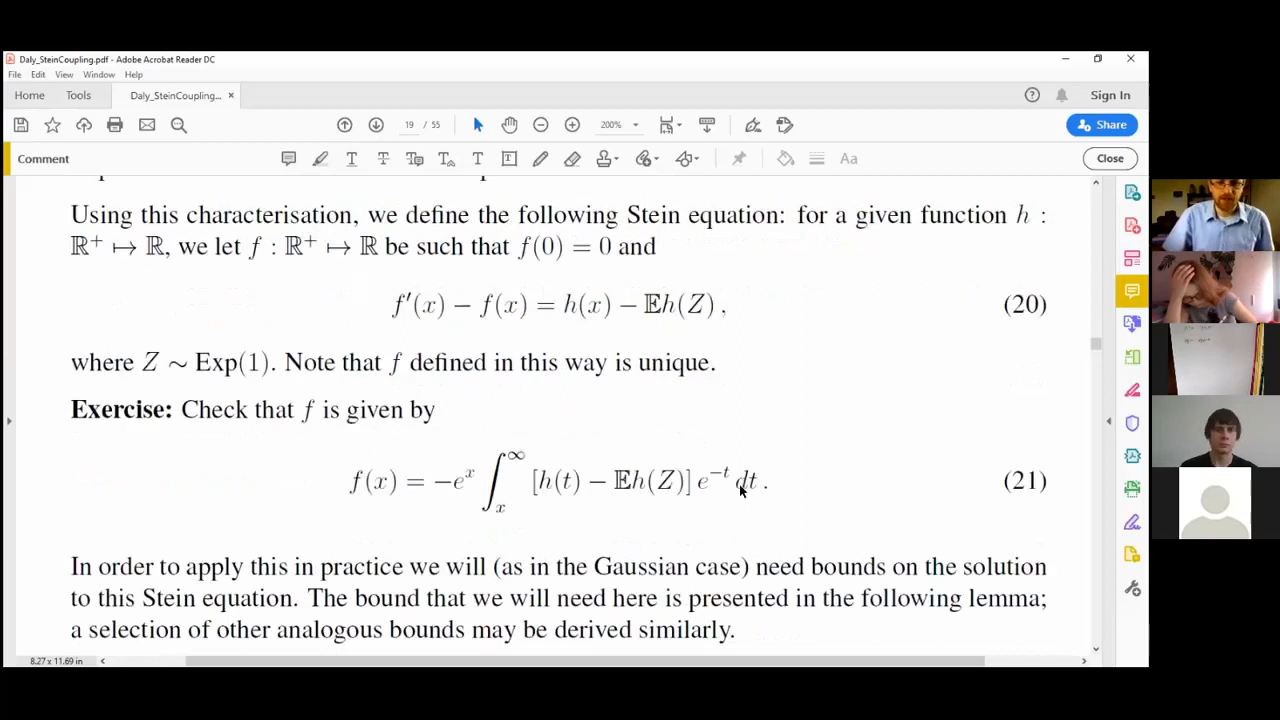 Daly_SteinCoupling.pdf - Adobe Acrobat Reader DC
File Edit View Window Help
Home Tools Daly_SteinCoupling... × Sign In
19 / 55 200% Share
Comment Aa Close
Using this characterisation, we define the following Stein equation: for a given function h :
ℝ⁺ ↦ ℝ, we let f : ℝ⁺ ↦ ℝ be such that f(0) = 0 and
f′(x) − f(x) = h(x) − 𝔼h(Z) , (20)
where Z ∼ Exp(1). Note that f defined in this way is unique.
Exercise: Check that f is given by
f(x) = −eˣ ∫ₓ^∞ [h(t) − 𝔼h(Z)] e⁻ᵗ dt . (21)
In order to apply this in practice we will (as in the Gaussian case) need bounds on the solution
to this Stein equation. The bound that we will need here is presented in the following lemma;
a selection of other analogous bounds may be derived similarly.
8.27 x 11.69 in